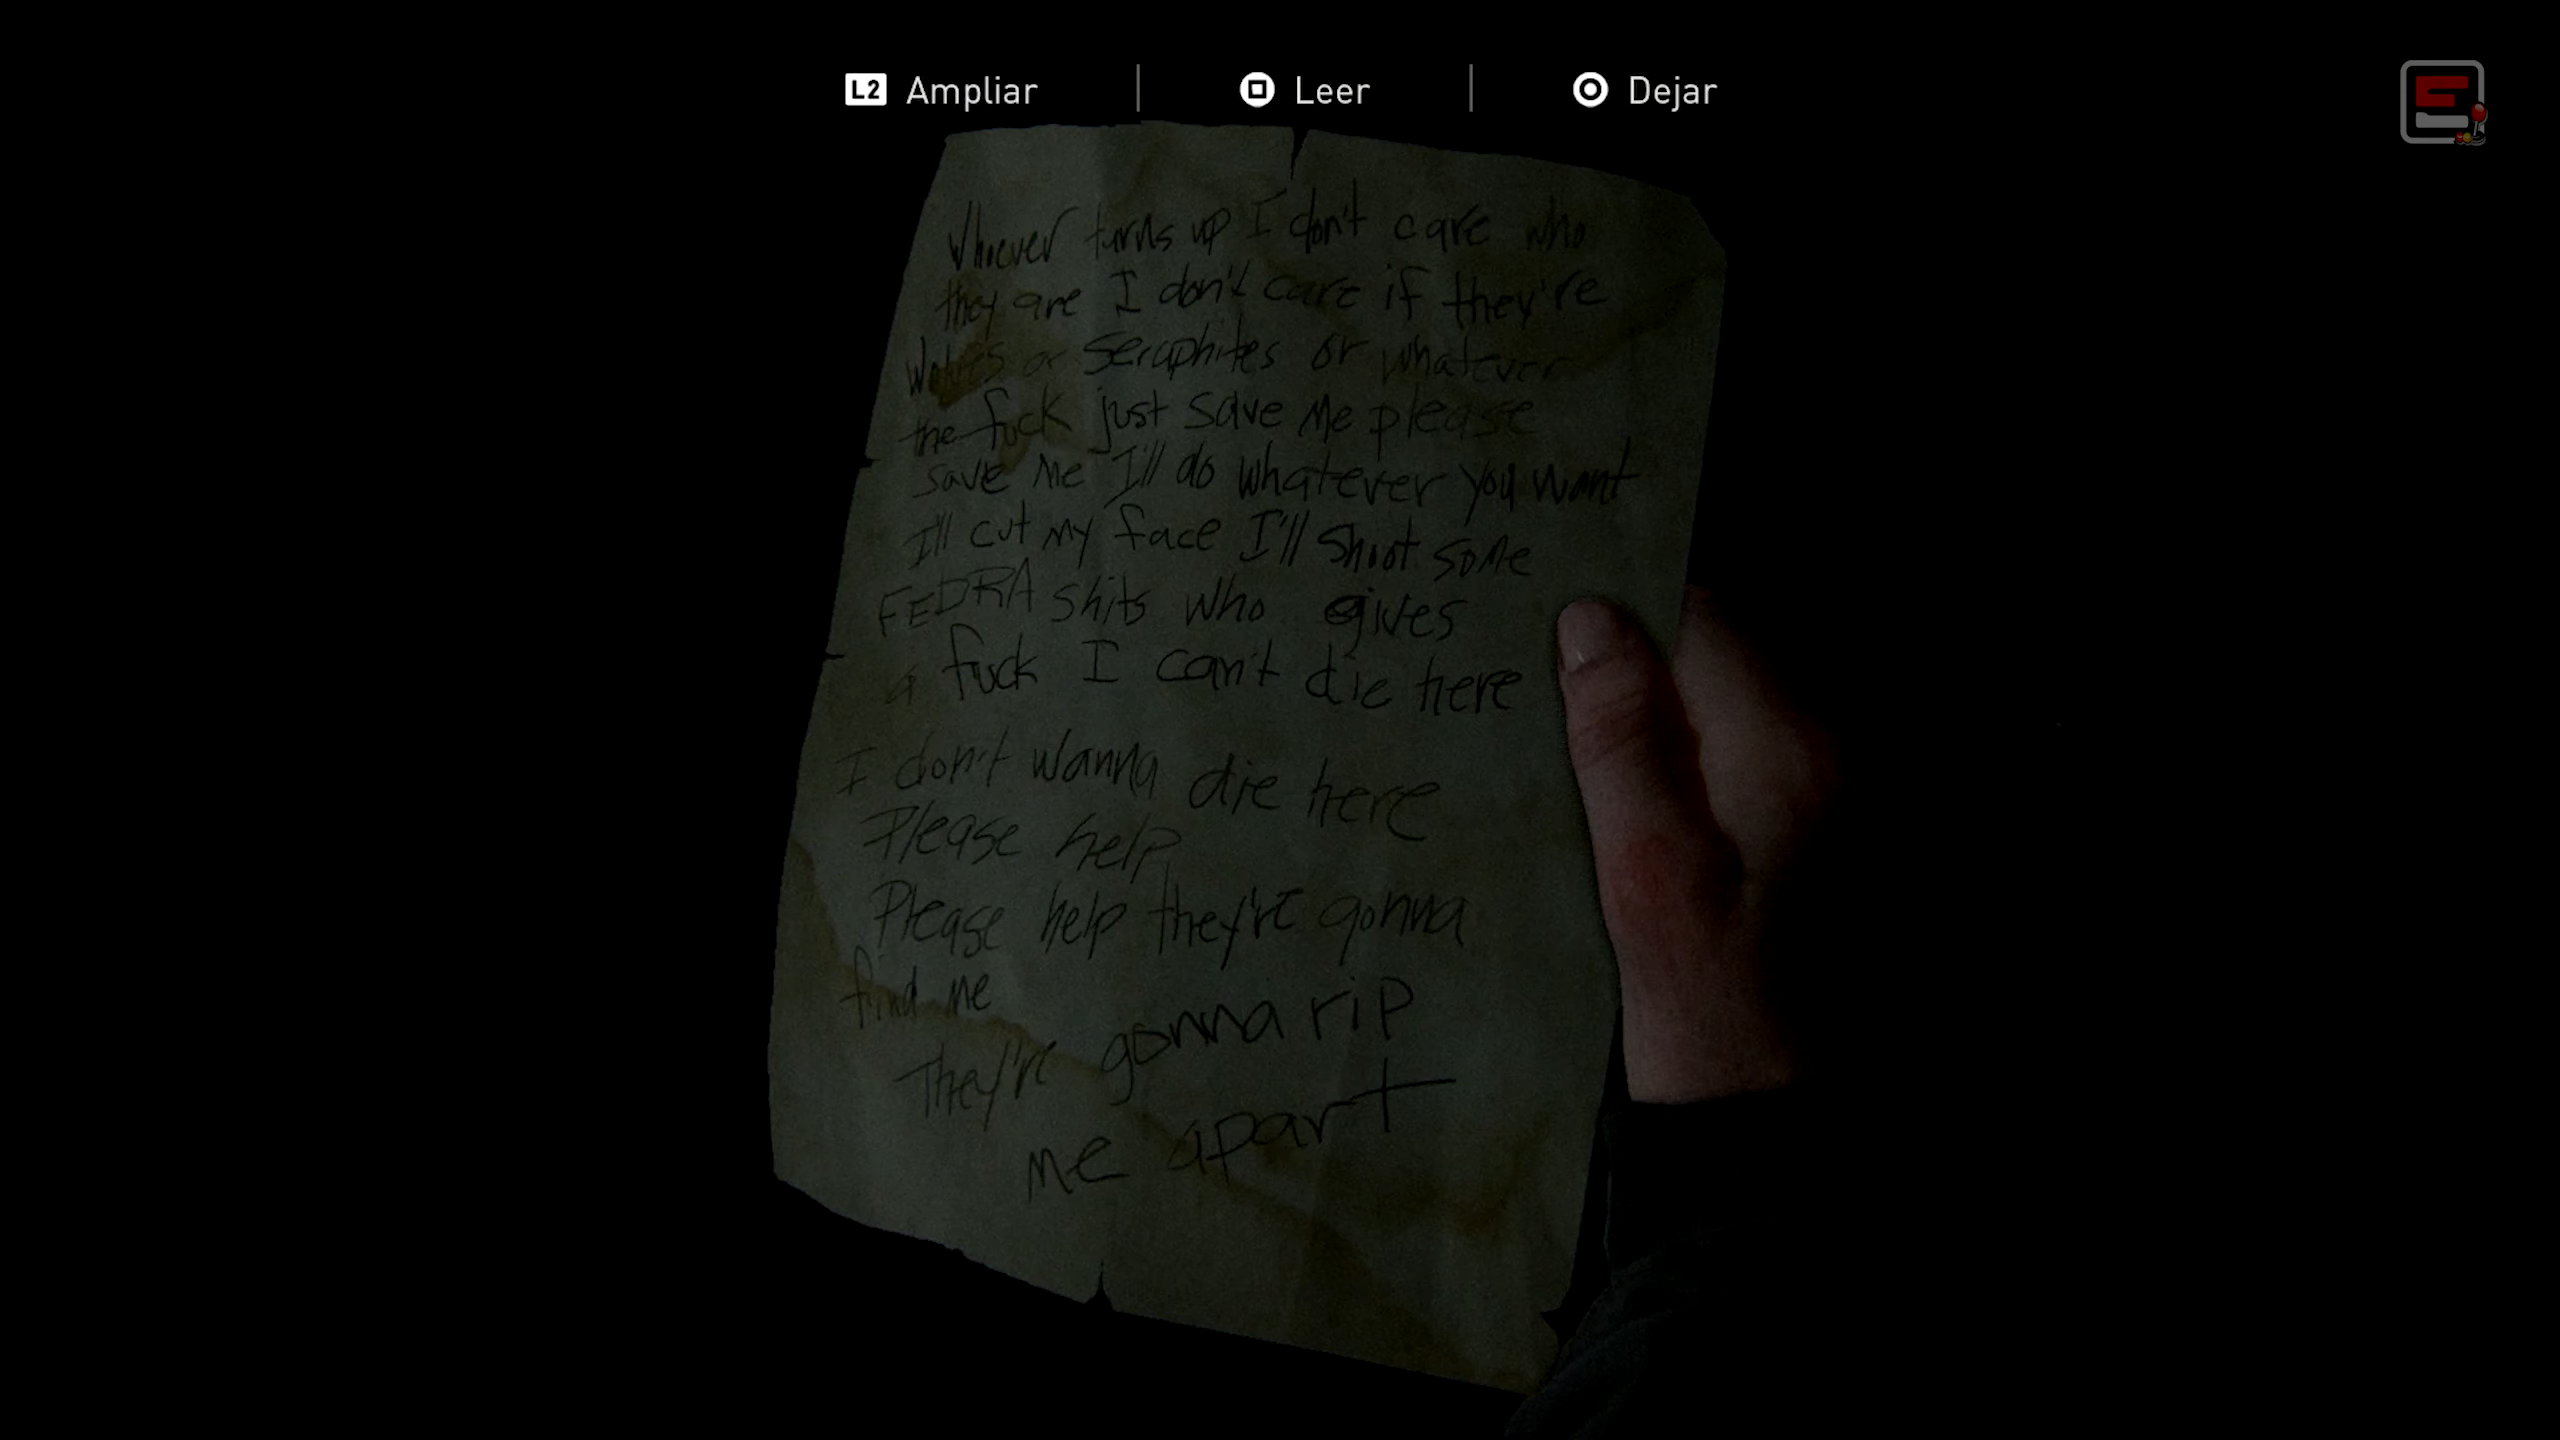 L2 Ampliar Leer Dejar
Whoever turns up I don't care who
they are I don't care if they're
Wolves or Seraphites or whatever
the fuck just save me please
save me I'll do whatever you want
I'll cut my face I'll shoot some
FEDRA shits who gives
a fuck I can't die here
I don't wanna die here
Please help
Please help they're gonna
find me
They're gonna rip
me apart